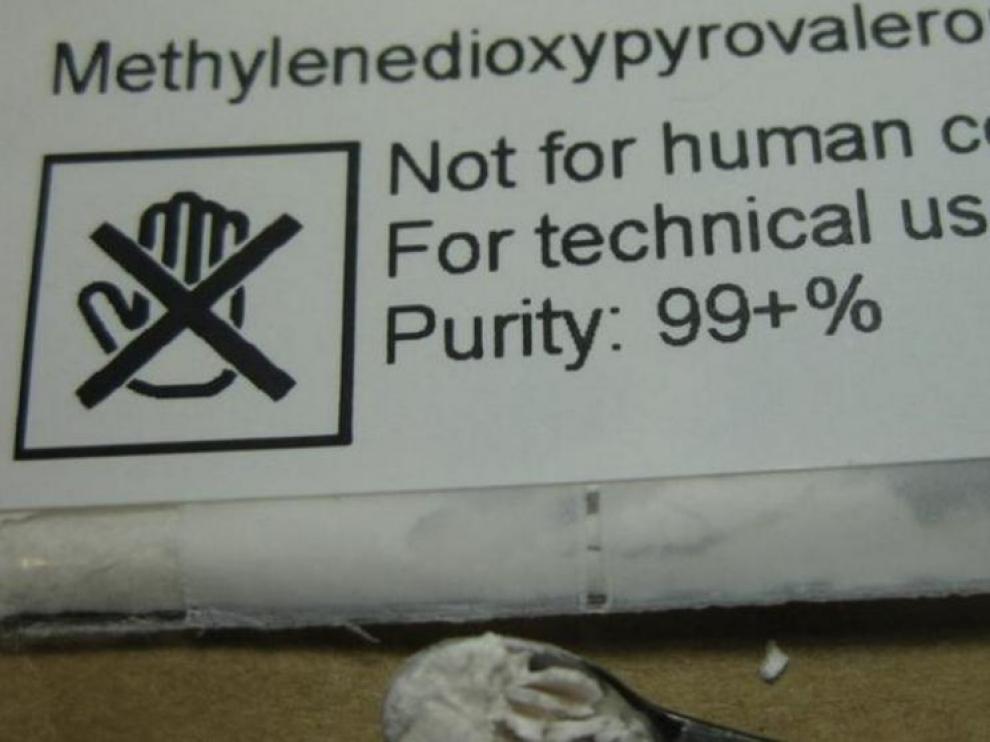 Methylenedioxypyrovalero
Not for human c
For technical us
Purity: 99+%